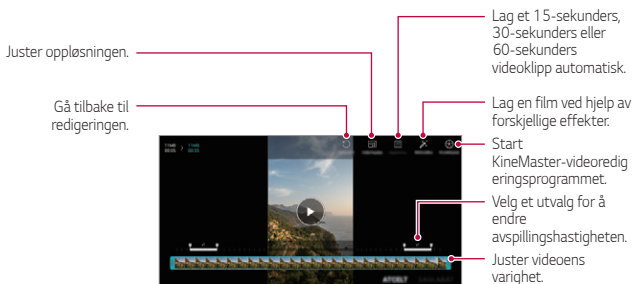 Juster oppløsningen.
Gå tilbake til
redigeringen.
Lag et 15-sekunders,
30-sekunders eller
60-sekunders
videoklipp automatisk.
Lag en film ved hjelp av
forskjellige effekter.
Start
KineMaster-videoredig
eringsprogrammet.
Velg et utvalg for å
endre
avspillingshastigheten.
Juster videoens
varighet.